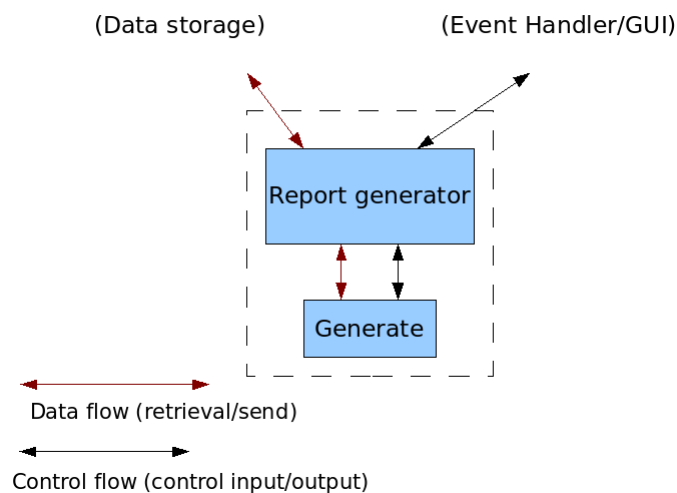 (Data storage)
(Event Handler/GUI)
Report generator
Generate
Data flow (retrieval/send)
Control flow (control input/output)